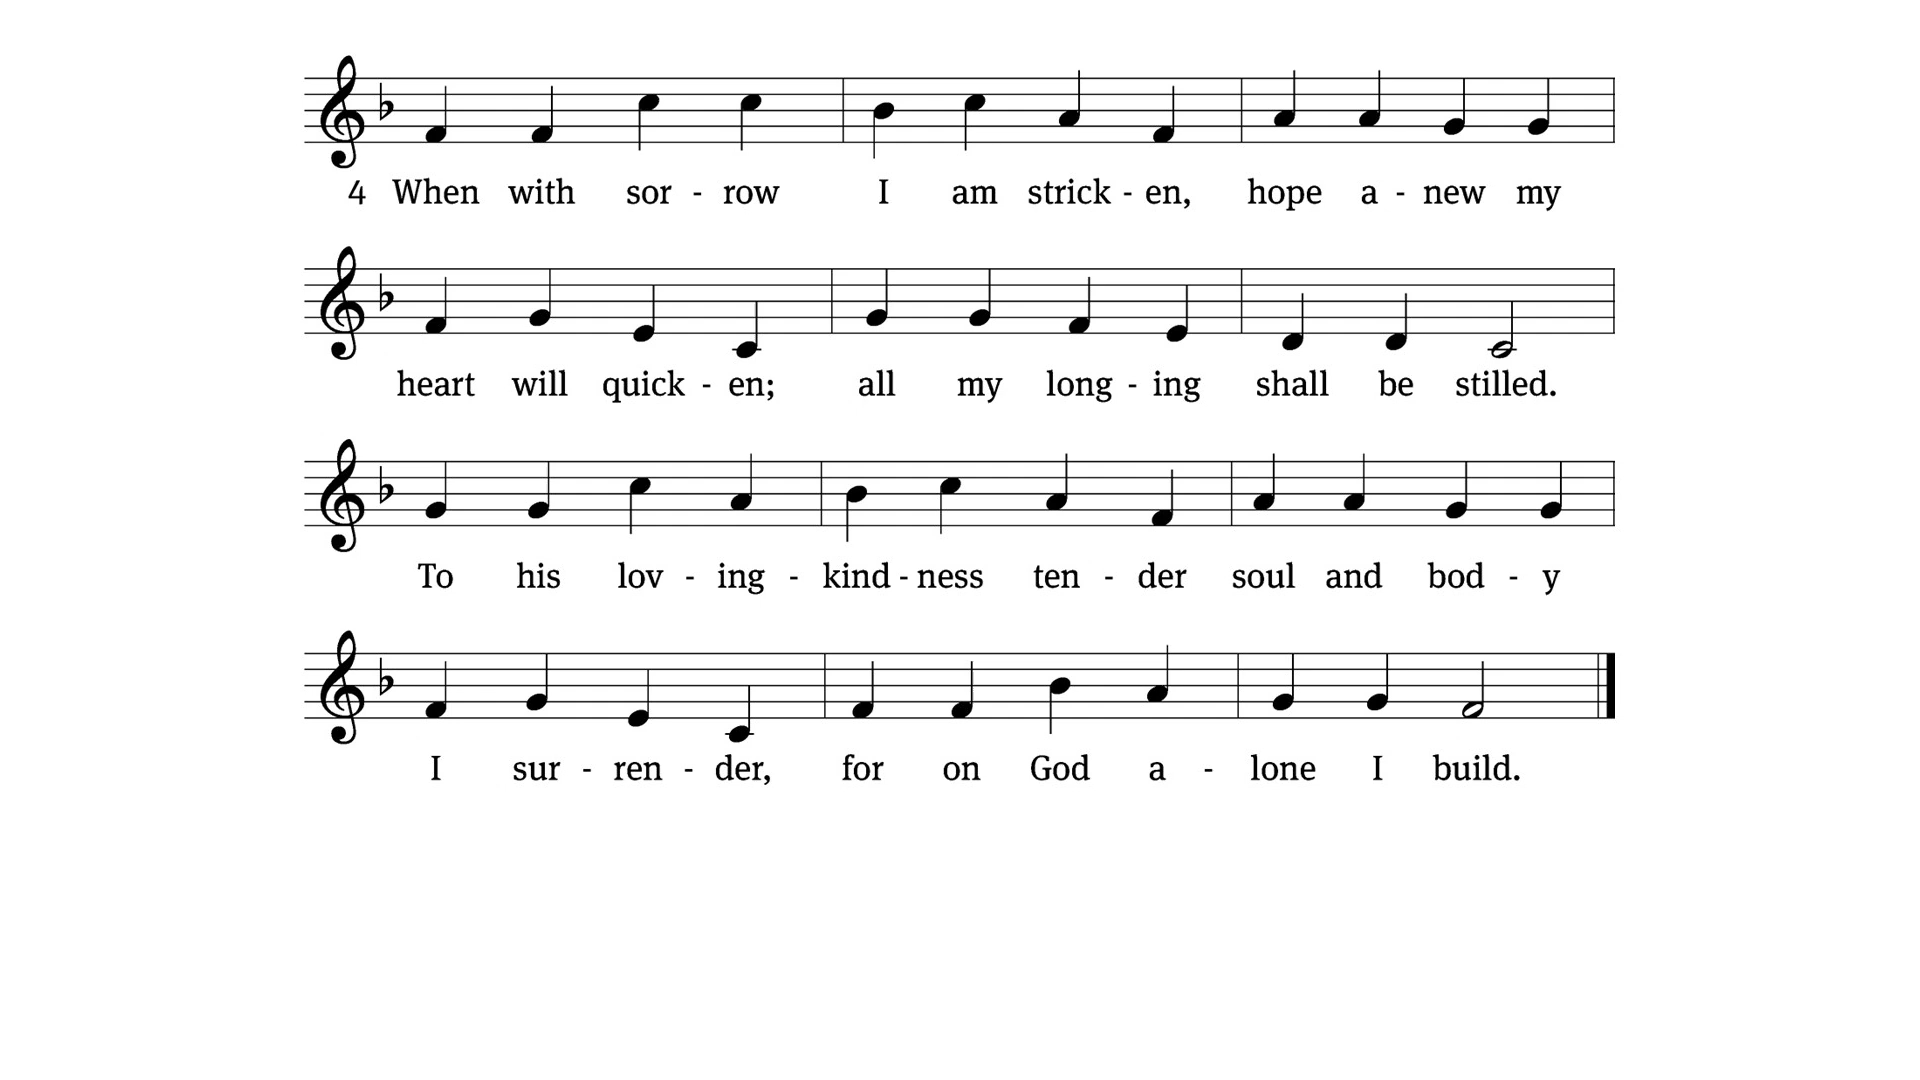 4 When with sor - row I am strick - en, hope a - new my
heart will quick - en; all my long - ing shall be stilled.
To his lov - ing - kind - ness ten - der soul and bod - y
I sur - ren - der, for on God a - lone I build.